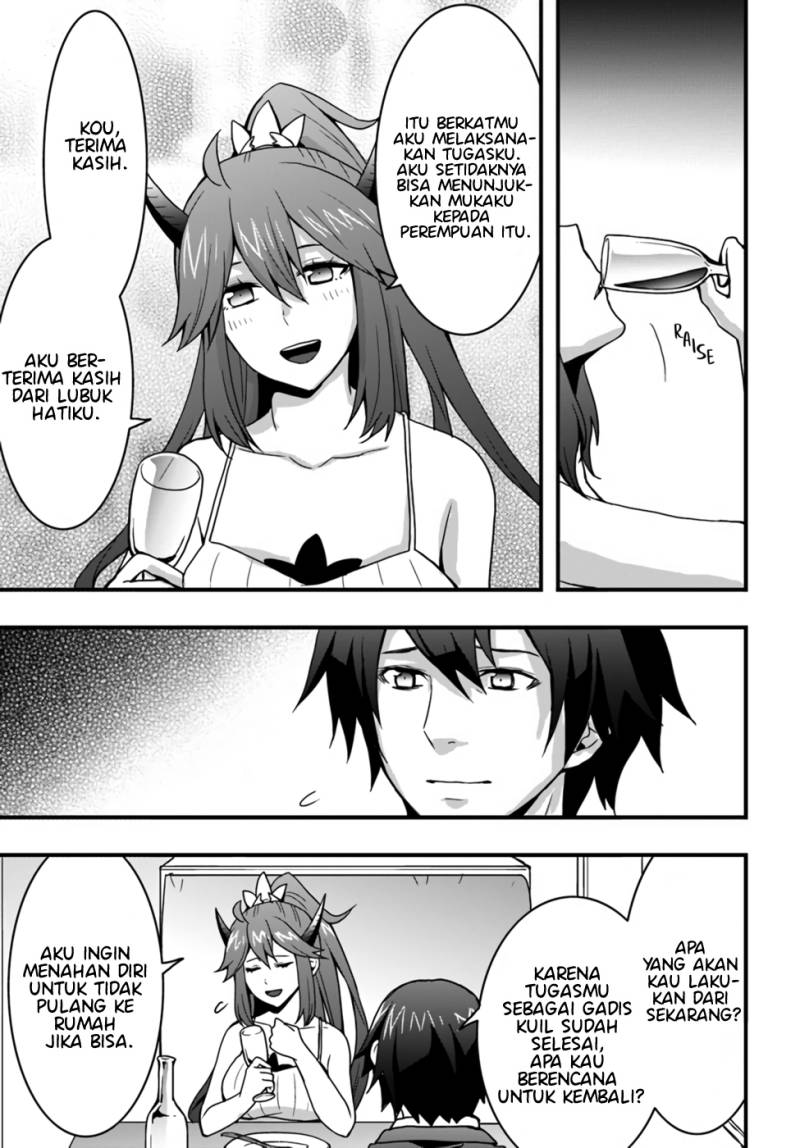 RAISE
ITU BERKATMU
AKU MELAKSANA-
KAN TUGASKU.
AKU SETIDAKNYA
BISA MENUNJUK-
KAN MUKAKU
KEPADA
PEREMPUAN ITU.
KOU,
TERIMA
KASIH.
AKU BER-
TERIMA KASIH
DARI LUBUK
HATIKU.
APA
YANG AKAN
KAU LAKU-
KAN DARI
SEKARANG?
KARENA
TUGASMU
SEBAGAI GADIS
KUIL SUDAH
SELESAI,
APA KAU
BERENCANA
UNTUK KEMBALI?
AKU INGIN
MENAHAN DIRI
UNTUK TIDAK
PULANG KE
RUMAH
JIKA BISA.